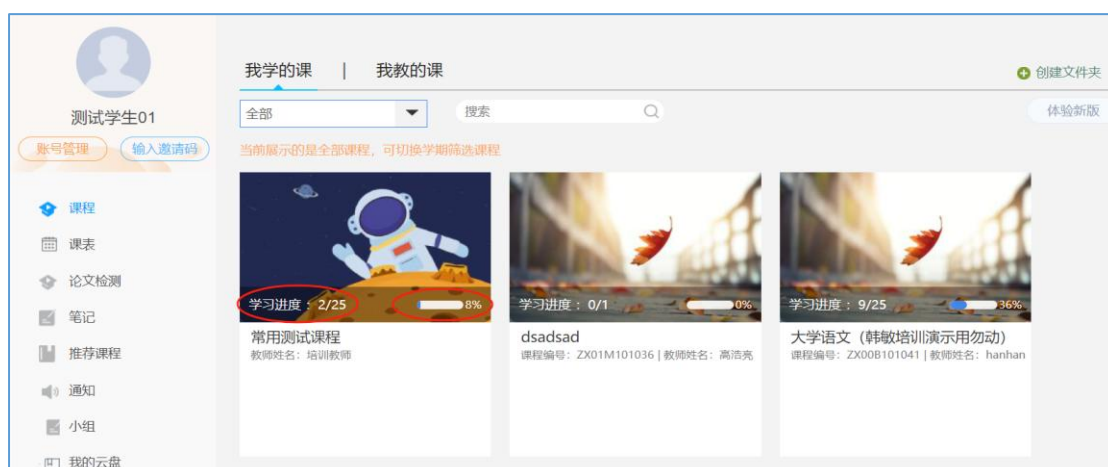 测试学生01
账号管理
输入邀请码
课程
课表
论文检测
笔记
推荐课程
通知
小组
我的云盘
我学的课 | 我教的课
创建文件夹
全部
搜索
体验新版
当前展示的是全部课程，可切换学期筛选课程
学习进度：2/25 8%
常用测试课程
教师姓名：培训教师
学习进度：0/1 0%
dsadsad
课程编号：ZX01M101036 | 教师姓名：高浩亮
学习进度：9/25 36%
大学语文（韩敏培训演示用勿动）
课程编号：ZX00B101041 | 教师姓名：hanhan